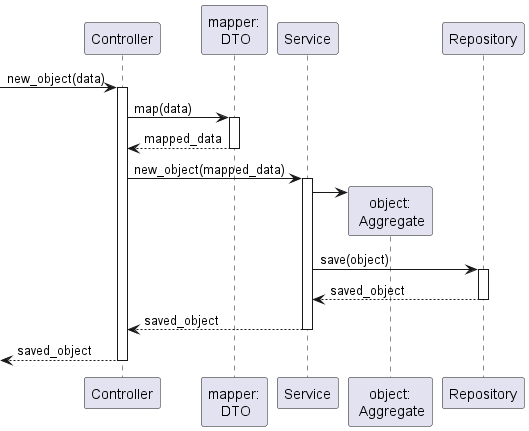 mapper:
Controller
DTO
Service
Repository
new_object(data)
map(data)
mapped_data
new_object(mapped_data)
object:
Aggregate
save(object)
saved_object
saved_object
saved_object
Controller
mapper:
DTO
Service
object:
Aggregate
Repository